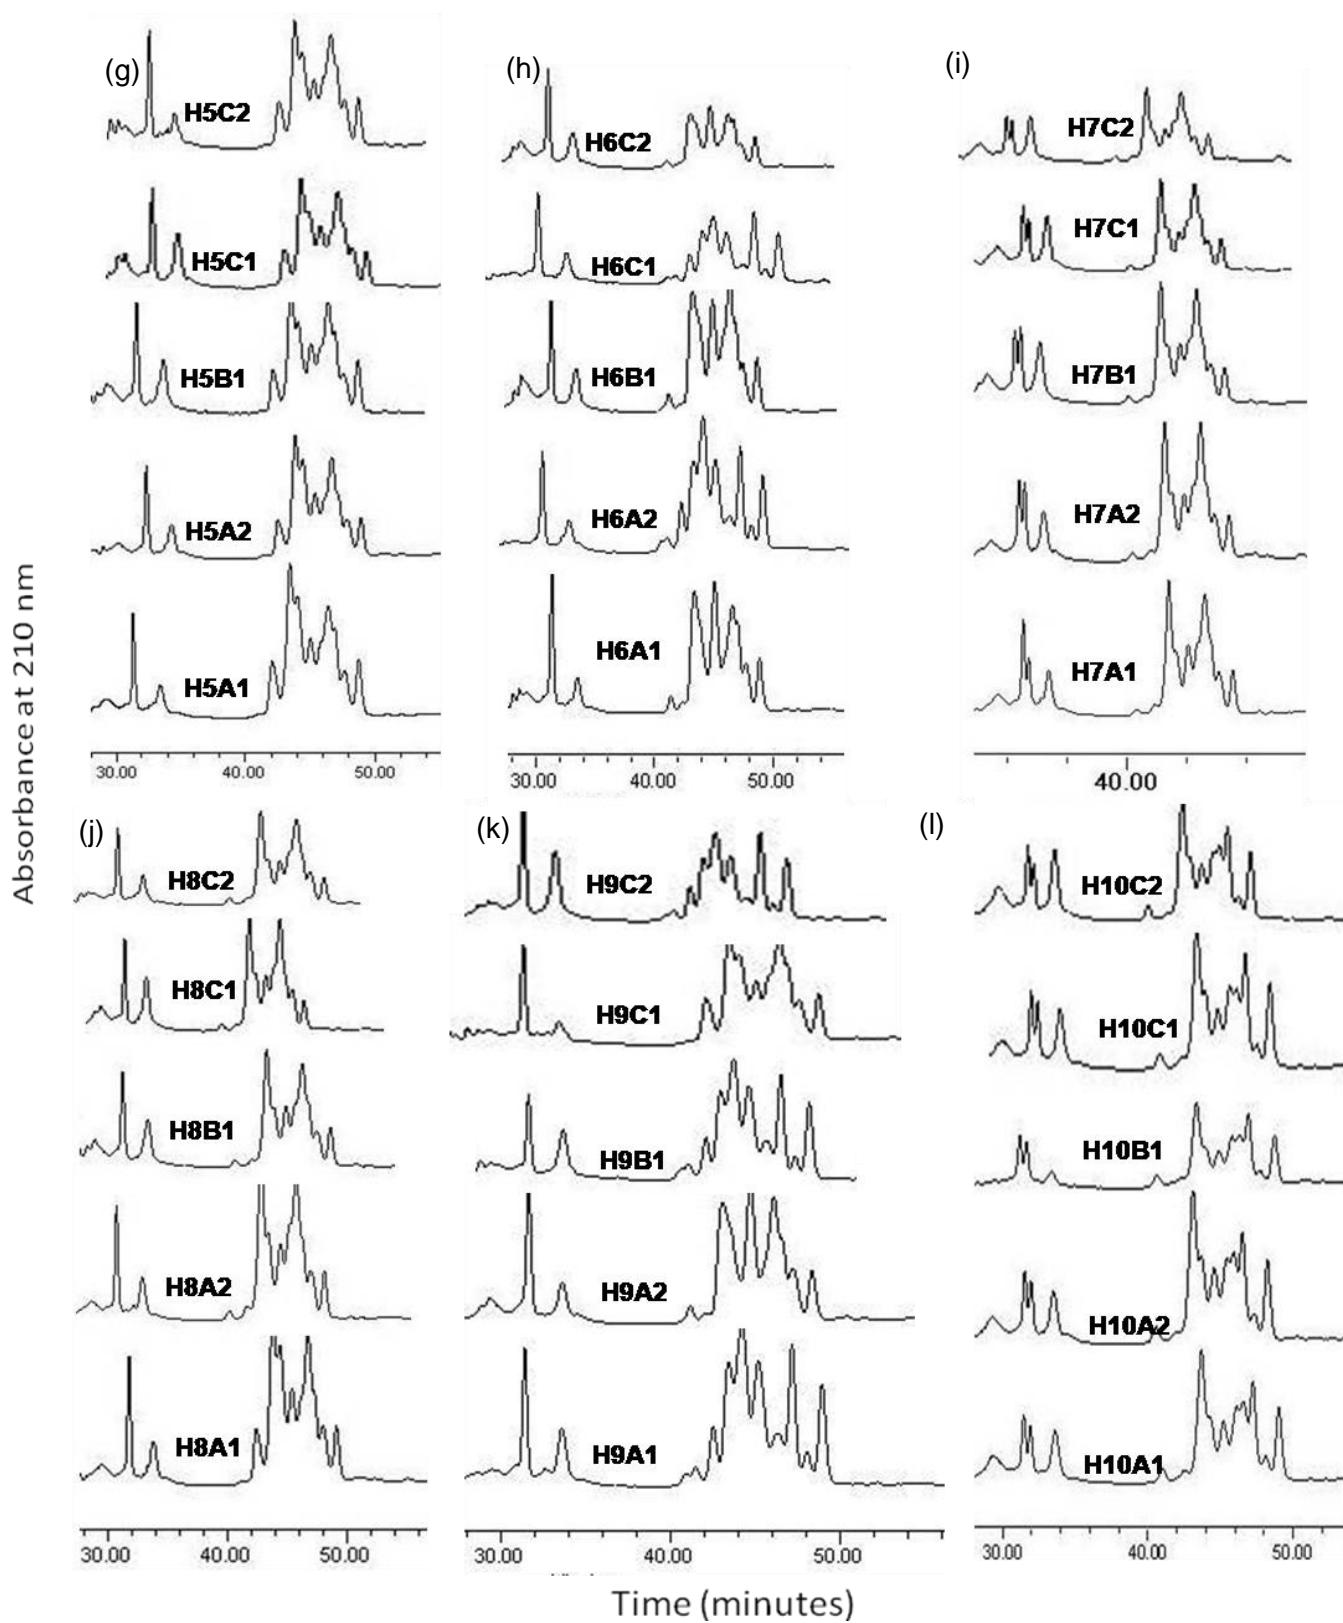 Absorbance at 210 nm
(g)
H5C2
H5C1
H5B1
H5A2
H5A1
30.00 40.00 50.00
(h)
H6C2
H6C1
H6B1
H6A2
H6A1
30.00 40.00 50.00
(i)
H7C2
H7C1
H7B1
H7A2
H7A1
40.00
(j)
H8C2
H8C1
H8B1
H8A2
H8A1
30.00 40.00 50.00
(k)
H9C2
H9C1
H9B1
H9A2
H9A1
30.00 40.00 50.00
(l)
H10C2
H10C1
H10B1
H10A2
H10A1
30.00 40.00 50.00
Time (minutes)